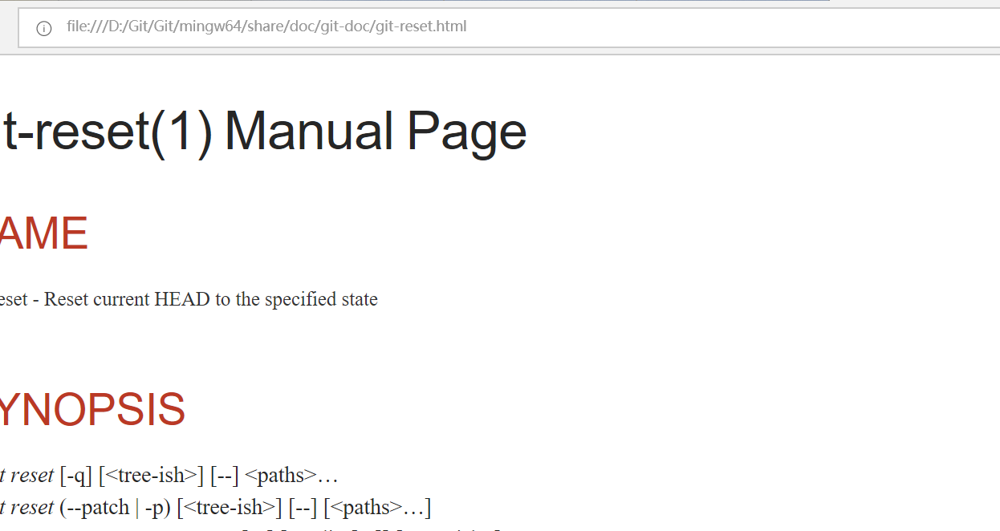 file:///D:/Git/Git/mingw64/share/doc/git-doc/git-reset.html
t-reset(1) Manual Page
AME
eset - Reset current HEAD to the specified state
YNOPSIS
t reset [-q] [<tree-ish>] [--] <paths>…
t reset (--patch | -p) [<tree-ish>] [--] [<paths>…]